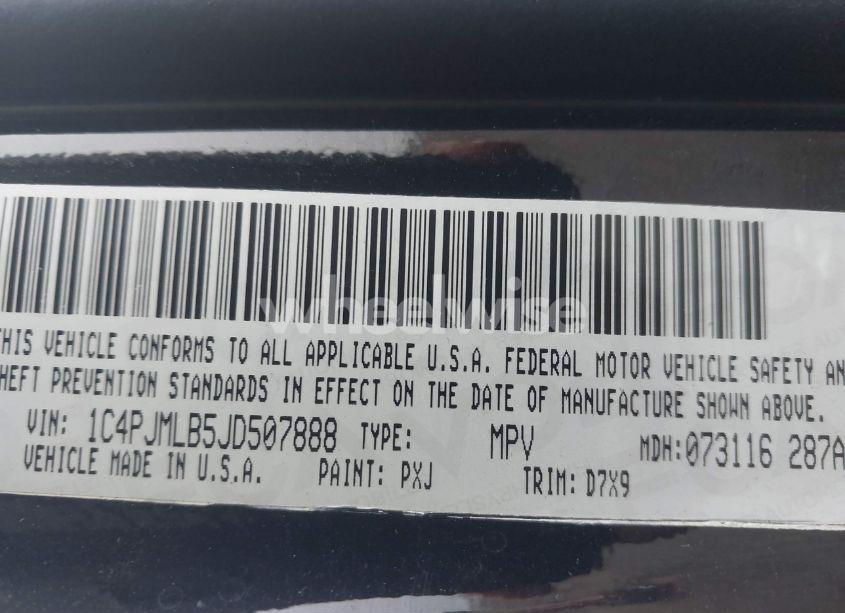 wheelwise
THIS VEHICLE CONFORMS TO ALL APPLICABLE U.S.A. FEDERAL MOTOR VEHICLE SAFETY AN
HEFT PREVENTION STANDARDS IN EFFECT ON THE DATE OF MANUFACTURE SHOWN ABOVE.
VIN: 1C4PJMLB5JD507888 TYPE: MPV MDH:073116 287A
VEHICLE MADE IN U.S.A. PAINT: PXJ TRIM: D7X9